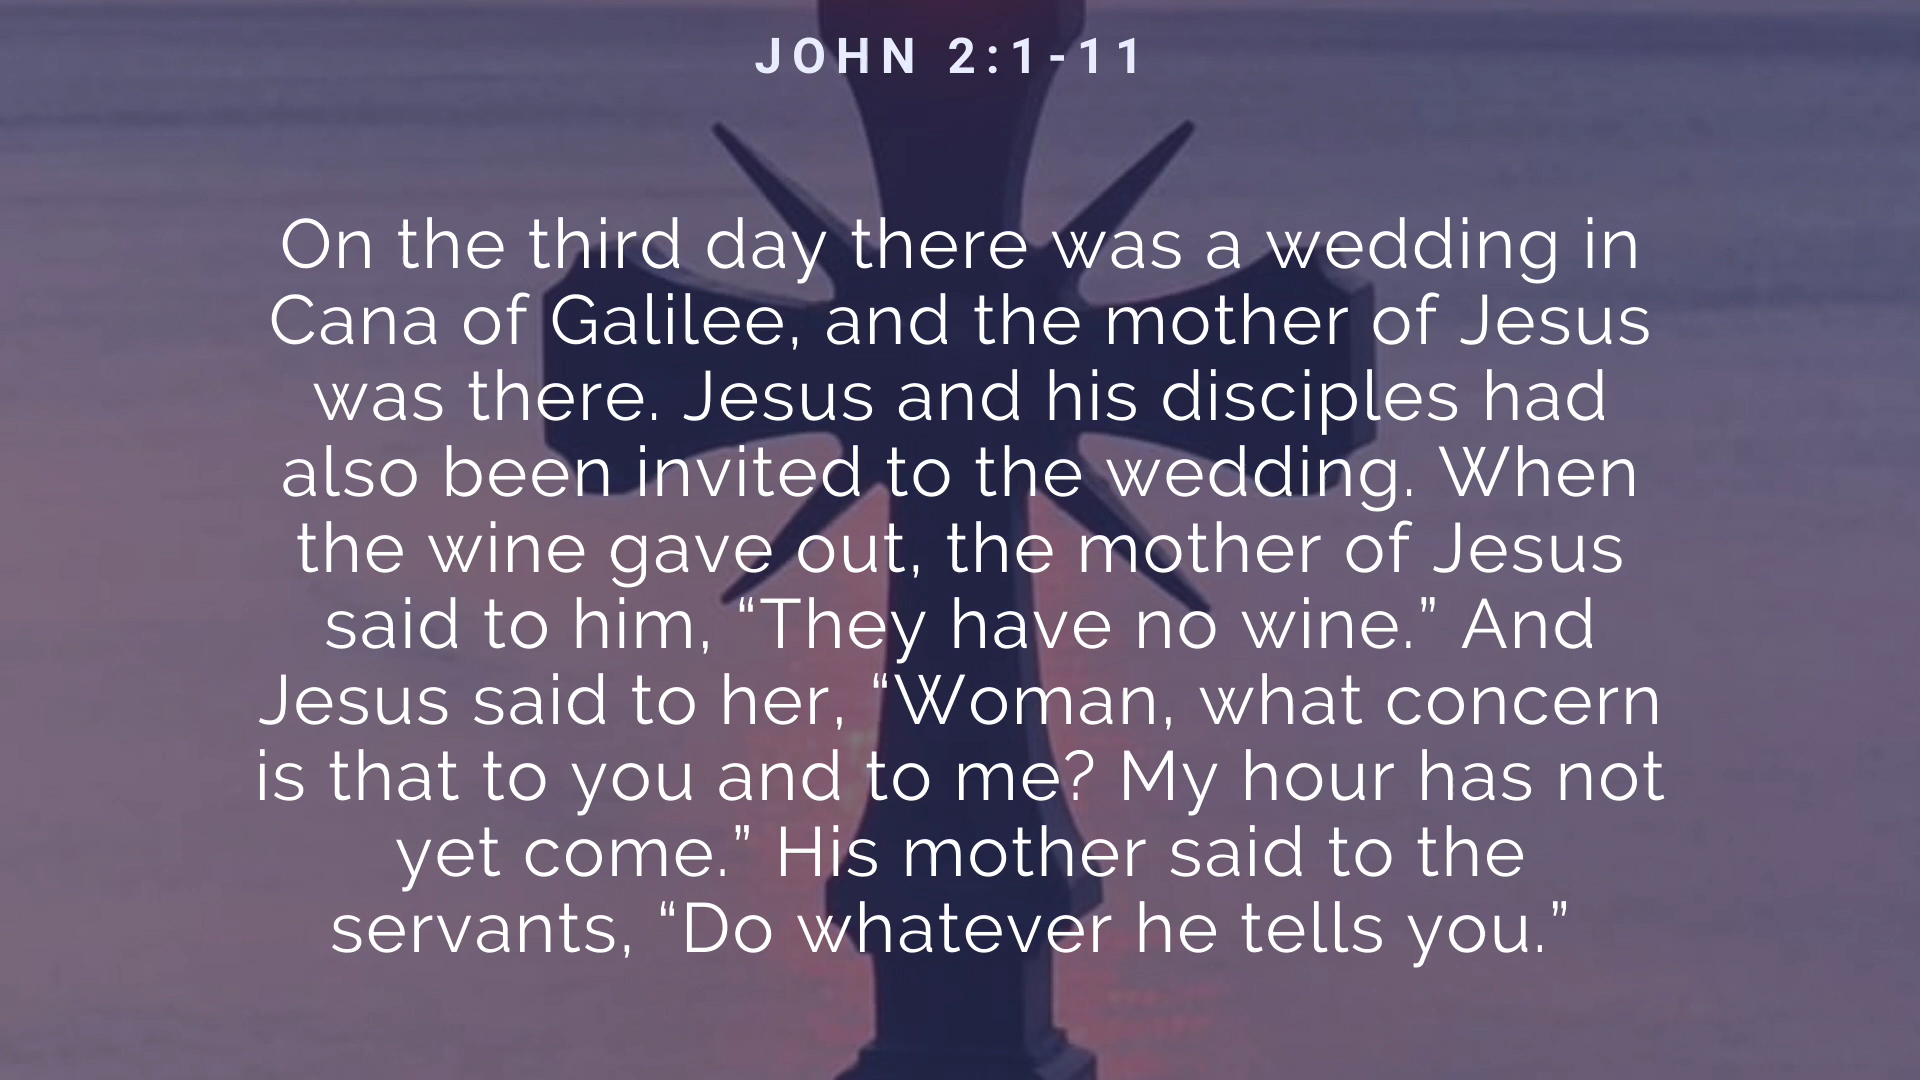 JOHN 2:1-11
On the third day there was a wedding in
Cana of Galilee, and the mother of Jesus
was there. Jesus and his disciples had
also been invited to the wedding. When
the wine gave out, the mother of Jesus
said to him, “They have no wine.” And
Jesus said to her, “Woman, what concern
is that to you and to me? My hour has not
yet come.” His mother said to the
servants, “Do whatever he tells you.”